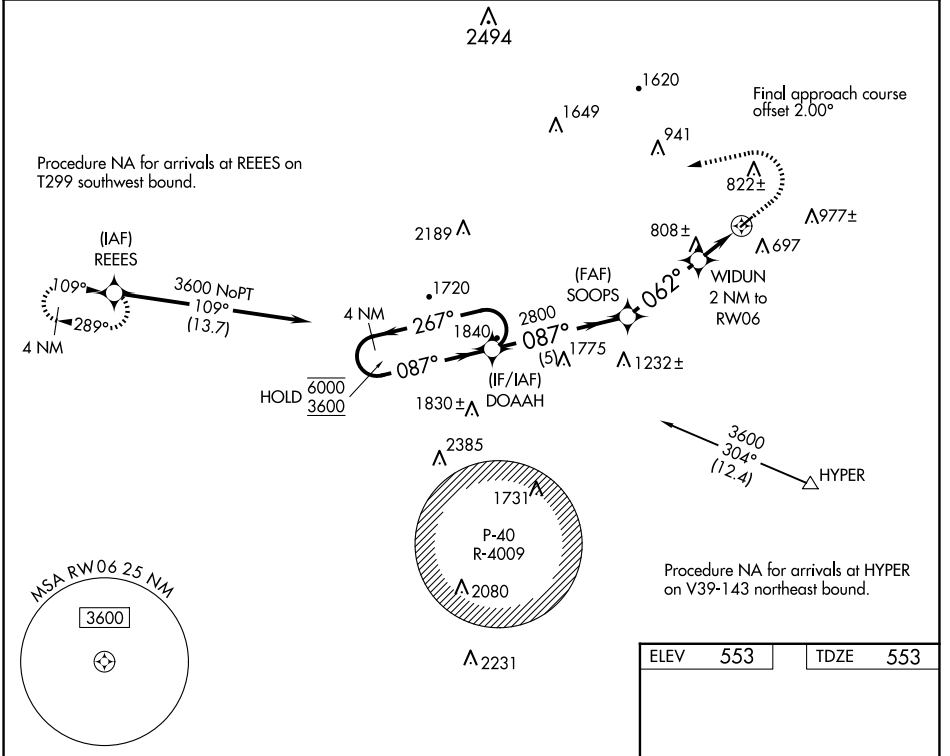 2494
1620
1649
Final approach course
offset 2.00°
941
Procedure NA for arrivals at REEES on
T299 southwest bound.
822±
2189
977±
808±
697
(IAF)
REEES
109°
3600 NoPT
109°
(13.7)
289°
4 NM
1720
4 NM
267°
1840
2800
087°
(5)
1775
(FAF)
SOOPS
062°
WIDUN
2 NM to
RW06
087°
1232±
HOLD 6000
3600
(IF/IAF)
DOAAH
1830±
2385
3600
304°
(12.4)
HYPER
1731
P-40
R-4009
2080
Procedure NA for arrivals at HYPER
on V39-143 northeast bound.
MSA RW06 25 NM
3600
2231
ELEV 553
TDZE 553